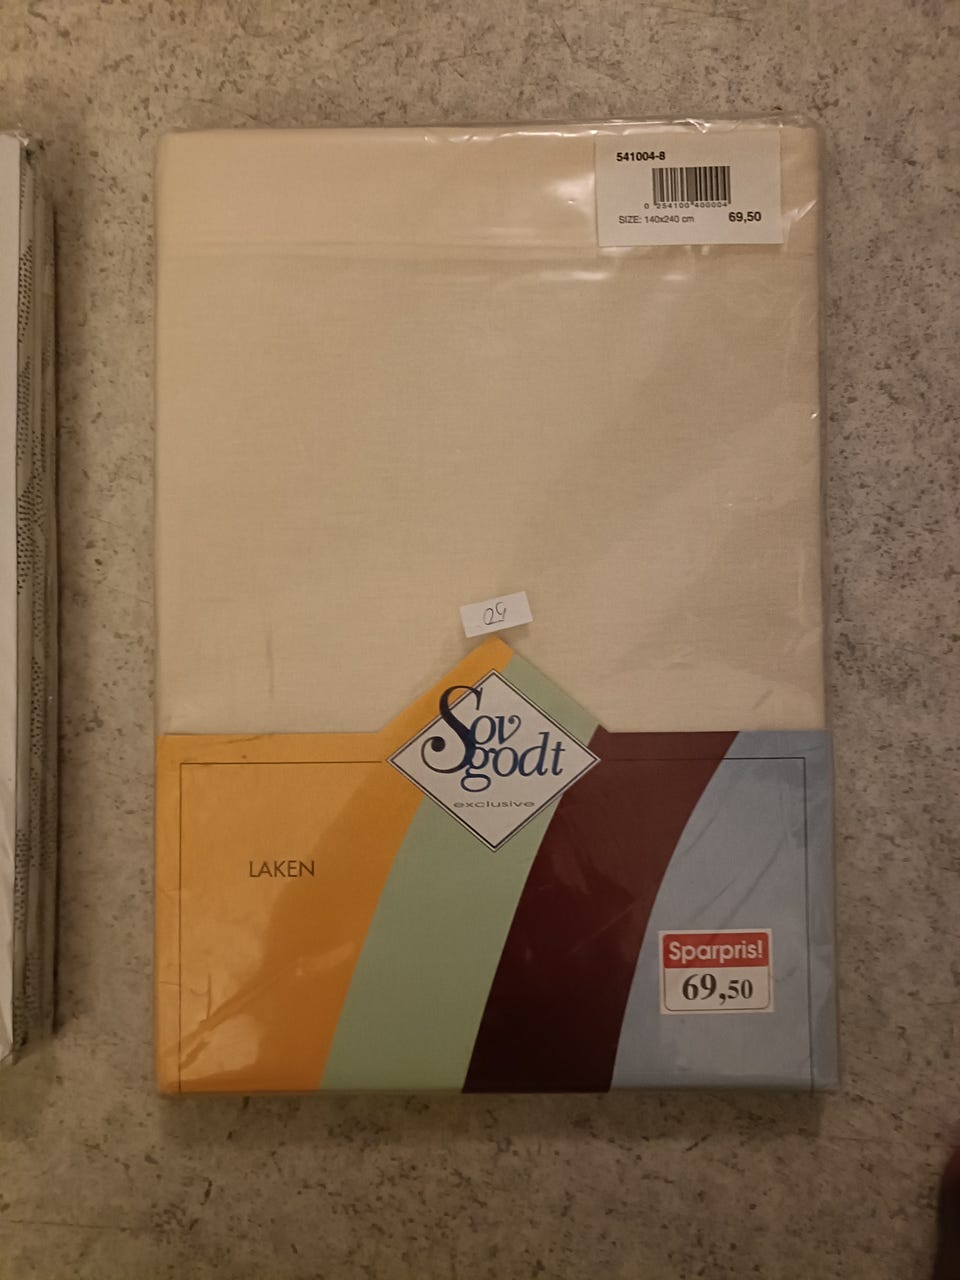 541004-8
0 254100 400004
SIZE: 140x240 cm 69,50
Sov
godt
exclusive
LAKEN
Sparpris!
69,50